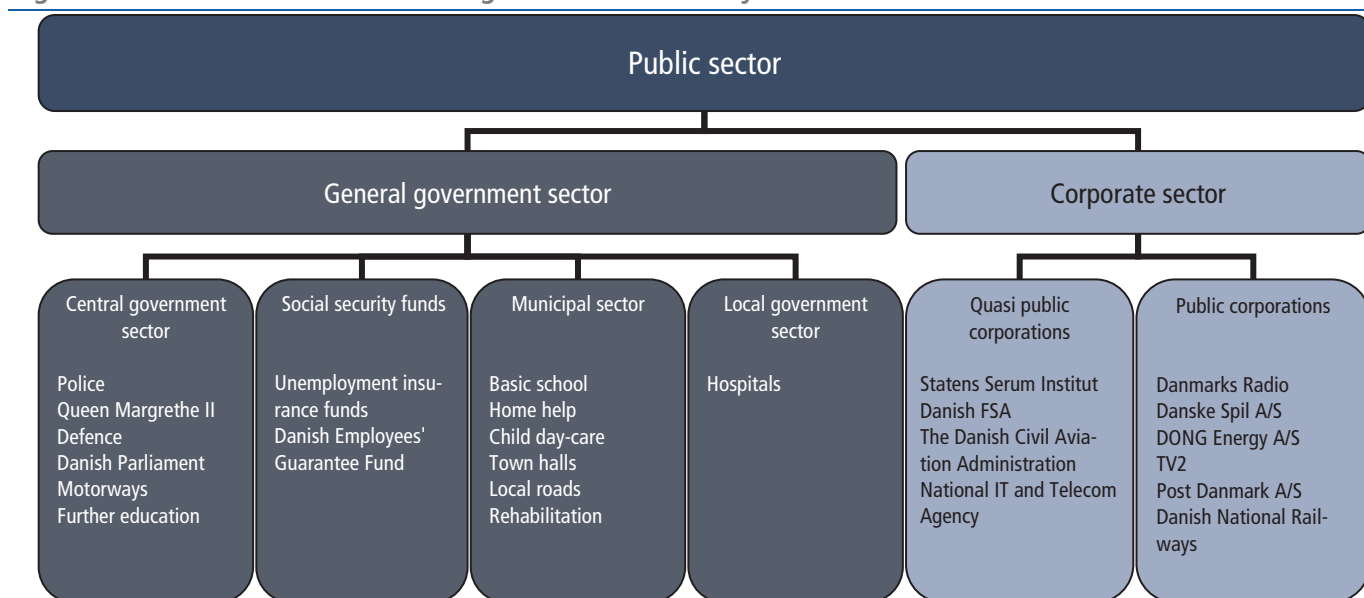 Public sector
General government sector
Corporate sector
Central government
sector
Police
Queen Margrethe II
Defence
Danish Parliament
Motorways
Further education
Social security funds
Unemployment insu-
rance funds
Danish Employees'
Guarantee Fund
Municipal sector
Basic school
Home help
Child day-care
Town halls
Local roads
Rehabilitation
Local government
sector
Hospitals
Quasi public
corporations
Statens Serum Institut
Danish FSA
The Danish Civil Avia-
tion Administration
National IT and Telecom
Agency
Public corporations
Danmarks Radio
Danske Spil A/S
DONG Energy A/S
TV2
Post Danmark A/S
Danish National Rail-
ways